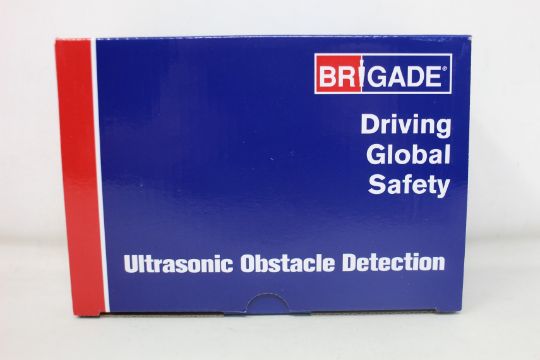 BRIGADE®
Driving
Global
Safety
Ultrasonic Obstacle Detection